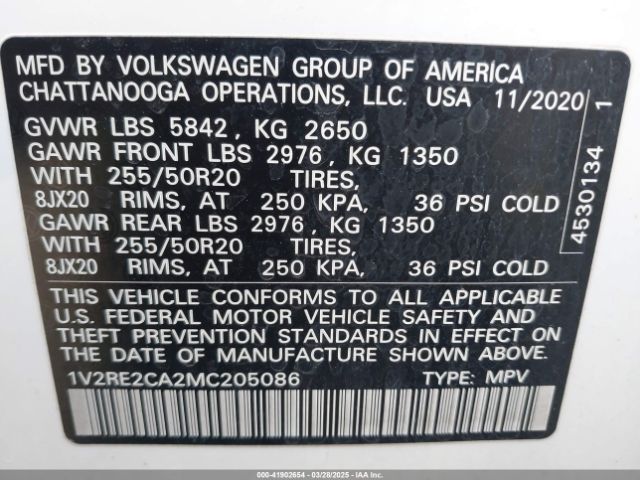 MFD BY VOLKSWAGEN GROUP OF AMERICA
CHATTANOOGA OPERATIONS, LLC. USA 11/2020
GVWR LBS 5842, KG 2650
GAWR FRONT LBS 2976, KG 1350
WITH 255/50R20 TIRES,
8JX20 RIMS, AT 250 KPA, 36 PSI COLD
GAWR REAR LBS 2976, KG 1350
WITH 255/50R20 TIRES,
8JX20 RIMS, AT 250 KPA, 36 PSI COLD
4530134 1
THIS VEHICLE CONFORMS TO ALL APPLICABLE
U.S. FEDERAL MOTOR VEHICLE SAFETY AND
THEFT PREVENTION STANDARDS IN EFFECT ON
THE DATE OF MANUFACTURE SHOWN ABOVE.
1V2RE2CA2MC205086 TYPE: MPV
000-41902654 - 03/28/2025 - IAA Holdings, LLC.